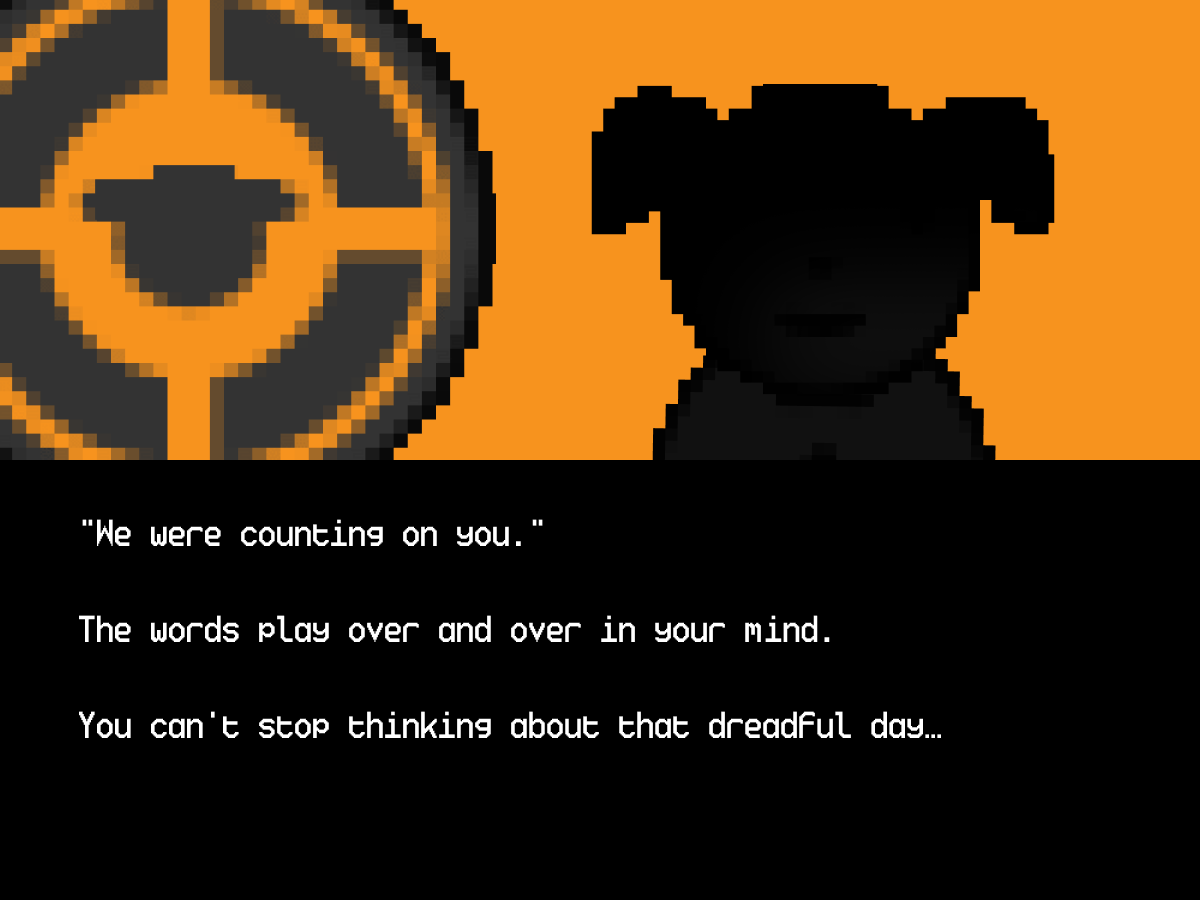 "We were counting on you."
The words play over and over in your mind.
You can't stop thinking about that dreadful day…